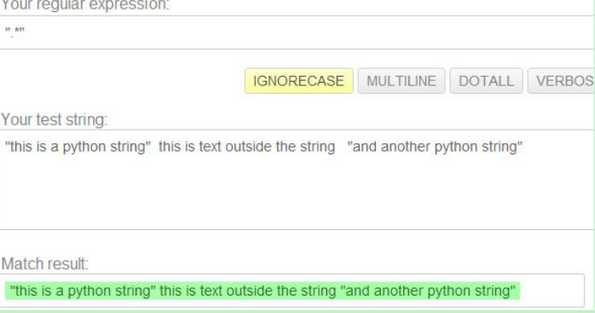 Your regular expression:
".*"
IGNORECASE MULTILINE DOTALL VERBOS
Your test string:
"this is a python string"  this is text outside the string   "and another python string"
Match result:
"this is a python string" this is text outside the string "and another python string"